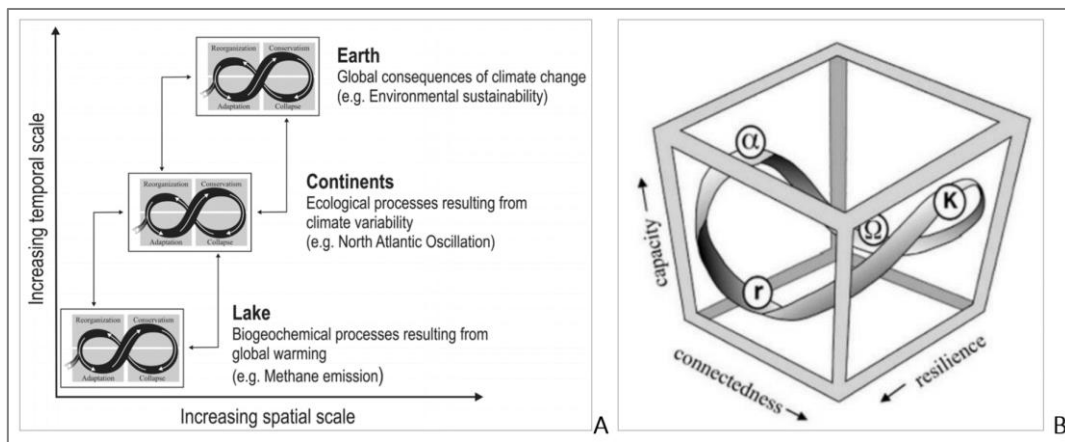 Increasing temporal scale
Reorganization Conservation
Adaptation Collapse
Earth
Global consequences of climate change
(e.g. Environmental sustainability)
Reorganization Conservation
Adaptation Collapse
Continents
Ecological processes resulting from
climate variability
(e.g. North Atlantic Oscillation)
Reorganization Conservation
Adaptation Collapse
Lake
Biogeochemical processes resulting from
global warming
(e.g. Methane emission)
Increasing spatial scale
A
α
K
Ω
r
capacity
connectedness
resilience
B